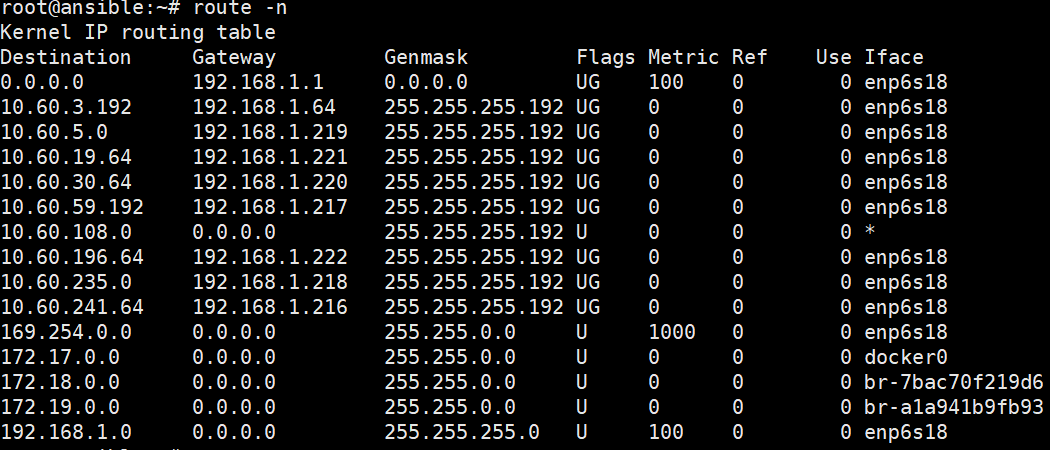 root@ansible:~# route -n
Kernel IP routing table
Destination     Gateway         Genmask         Flags Metric Ref    Use Iface
0.0.0.0         192.168.1.1     0.0.0.0         UG    100    0        0 enp6s18
10.60.3.192     192.168.1.64    255.255.255.192 UG    0      0        0 enp6s18
10.60.5.0       192.168.1.219   255.255.255.192 UG    0      0        0 enp6s18
10.60.19.64     192.168.1.221   255.255.255.192 UG    0      0        0 enp6s18
10.60.30.64     192.168.1.220   255.255.255.192 UG    0      0        0 enp6s18
10.60.59.192    192.168.1.217   255.255.255.192 UG    0      0        0 enp6s18
10.60.108.0     0.0.0.0         255.255.255.192 U     0      0        0 *
10.60.196.64    192.168.1.222   255.255.255.192 UG    0      0        0 enp6s18
10.60.235.0     192.168.1.218   255.255.255.192 UG    0      0        0 enp6s18
10.60.241.64    192.168.1.216   255.255.255.192 UG    0      0        0 enp6s18
169.254.0.0     0.0.0.0         255.255.0.0     U     1000   0        0 enp6s18
172.17.0.0      0.0.0.0         255.255.0.0     U     0      0        0 docker0
172.18.0.0      0.0.0.0         255.255.0.0     U     0      0        0 br-7bac70f219d6
172.19.0.0      0.0.0.0         255.255.0.0     U     0      0        0 br-a1a941b9fb93
192.168.1.0     0.0.0.0         255.255.255.0   U     100    0        0 enp6s18